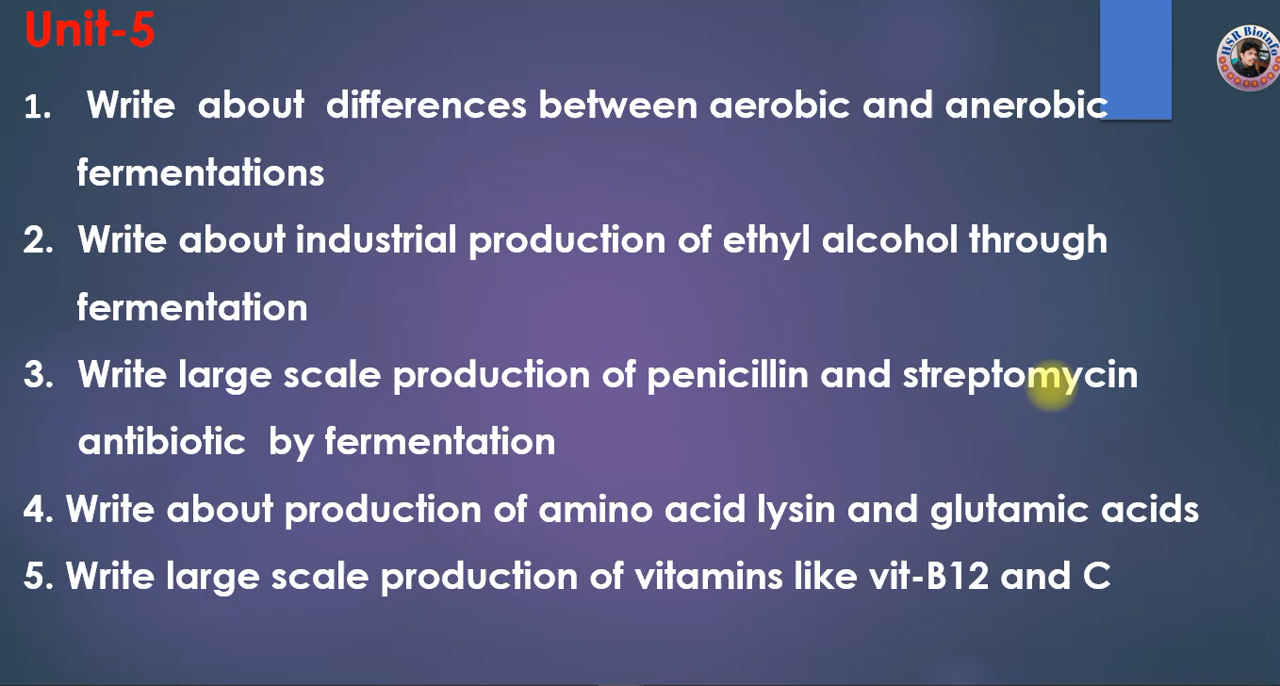 Unit-5
HSR Bioinfo
1. Write about differences between aerobic and anerobic
fermentations
2. Write about industrial production of ethyl alcohol through
fermentation
3. Write large scale production of penicillin and streptomycin
antibiotic by fermentation
4. Write about production of amino acid lysin and glutamic acids
5. Write large scale production of vitamins like vit-B12 and C